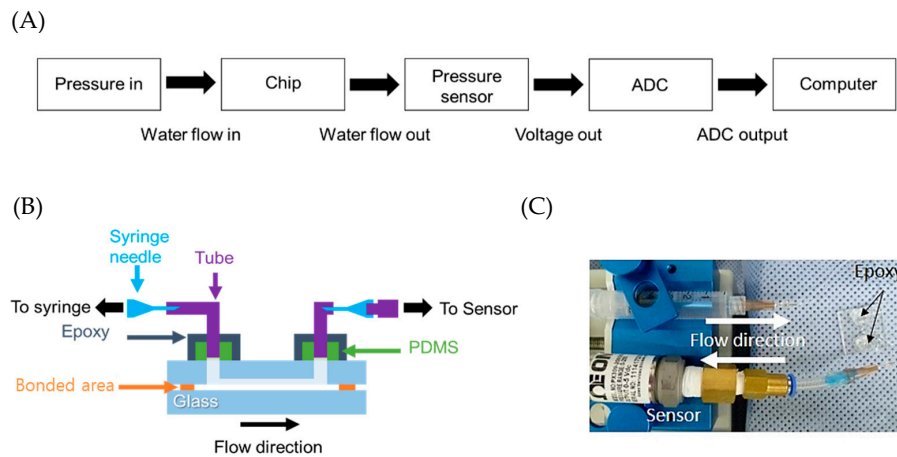 (A)
Pressure in
Chip
Pressure
sensor
ADC
Computer
Water flow in
Water flow out
Voltage out
ADC output
(B)
Syringe
needle
Tube
To syringe
To Sensor
Epoxy
PDMS
Bonded area
Glass
Flow direction
(C)
Epoxy
Flow direction
Sensor